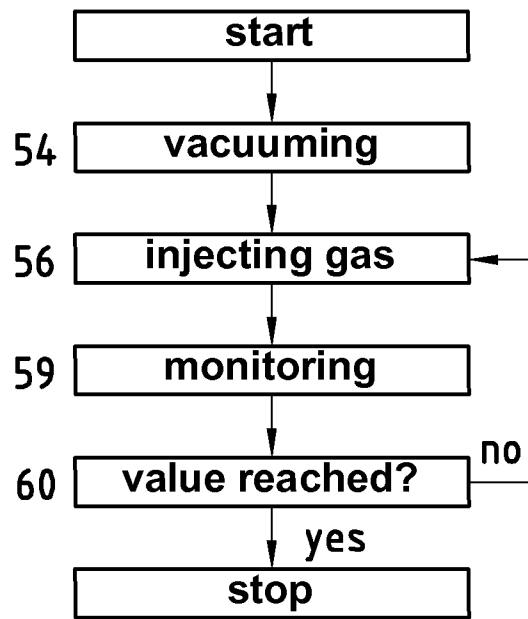 start
54 vacuuming
56 injecting gas
59 monitoring
no
60 value reached?
yes
stop